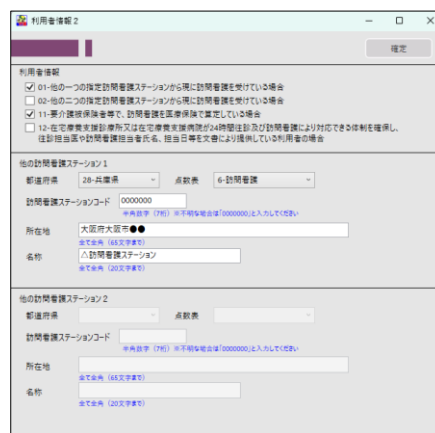 利用者情報2
確定
利用者情報
01-他の一つの指定訪問看護ステーションから現に訪問看護を受けている場合
02-他の二つの指定訪問看護ステーションから現に訪問看護を受けている場合
11-要介護被保険者等で、訪問看護を医療保険で算定している場合
12-在宅療養支援診療所又は在宅療養支援病院が24時間往診及び訪問看護により対応できる体制を確保し、
往診担当医や訪問看護担当者氏名、担当日等を文書により提供している利用者の場合
他の訪問看護ステーション1
都道府県 28-兵庫県 点数表 6-訪問看護
訪問看護ステーションコード 0000000
半角数字（7桁）※不明な場合は「0000000」と入力してください
所在地 大阪府大阪市●●
全て全角（65文字まで）
名称 △訪問看護ステーション
全て全角（20文字まで）
他の訪問看護ステーション2
都道府県 点数表
訪問看護ステーションコード
半角数字（7桁）※不明な場合は「0000000」と入力してください
所在地
全て全角（65文字まで）
名称
全て全角（20文字まで）